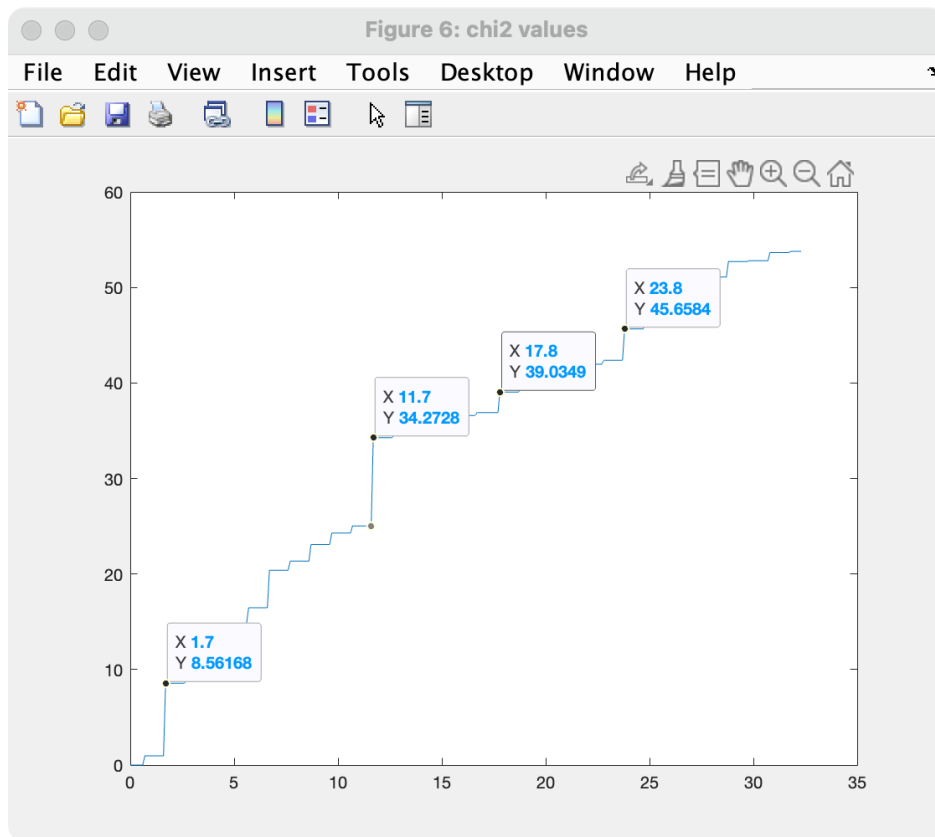 Figure 6: chi2 values
File Edit View Insert Tools Desktop Window Help
60
50
40
30
20
10
0
X 23.8
Y 45.6584
X 17.8
Y 39.0349
X 11.7
Y 34.2728
X 1.7
Y 8.56168
0 5 10 15 20 25 30 35